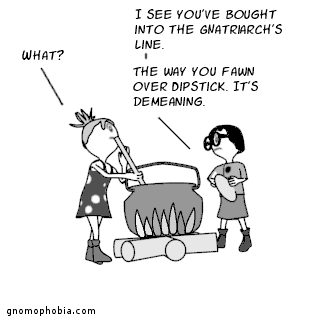 I SEE YOU'VE BOUGHT
INTO THE GNATRIARCH'S
LINE.
WHAT?
THE WAY YOU FAWN
OVER DIPSTICK. IT'S
DEMEANING.
gnomophobia.com